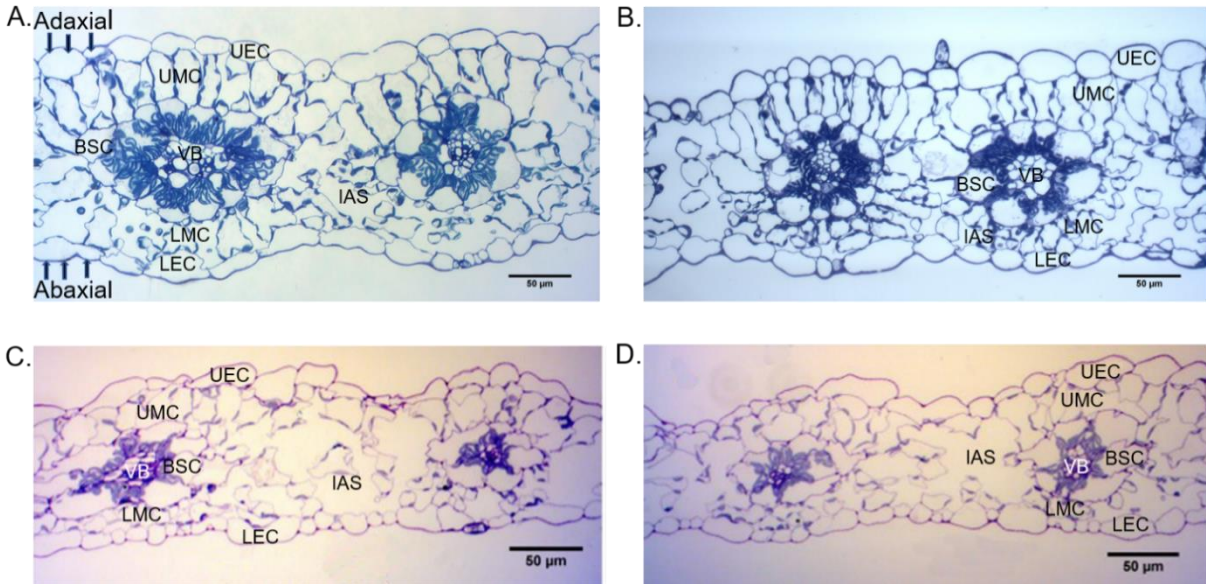 A.
Adaxial
UEC
UMC
BSC
VB
IAS
LMC
LEC
Abaxial
50 µm
B.
UEC
UMC
BSC
VB
IAS
LMC
LEC
50 µm
C.
UEC
UMC
VB
BSC
IAS
LMC
LEC
50 µm
D.
UEC
UMC
IAS
BSC
VB
LMC
LEC
50 µm